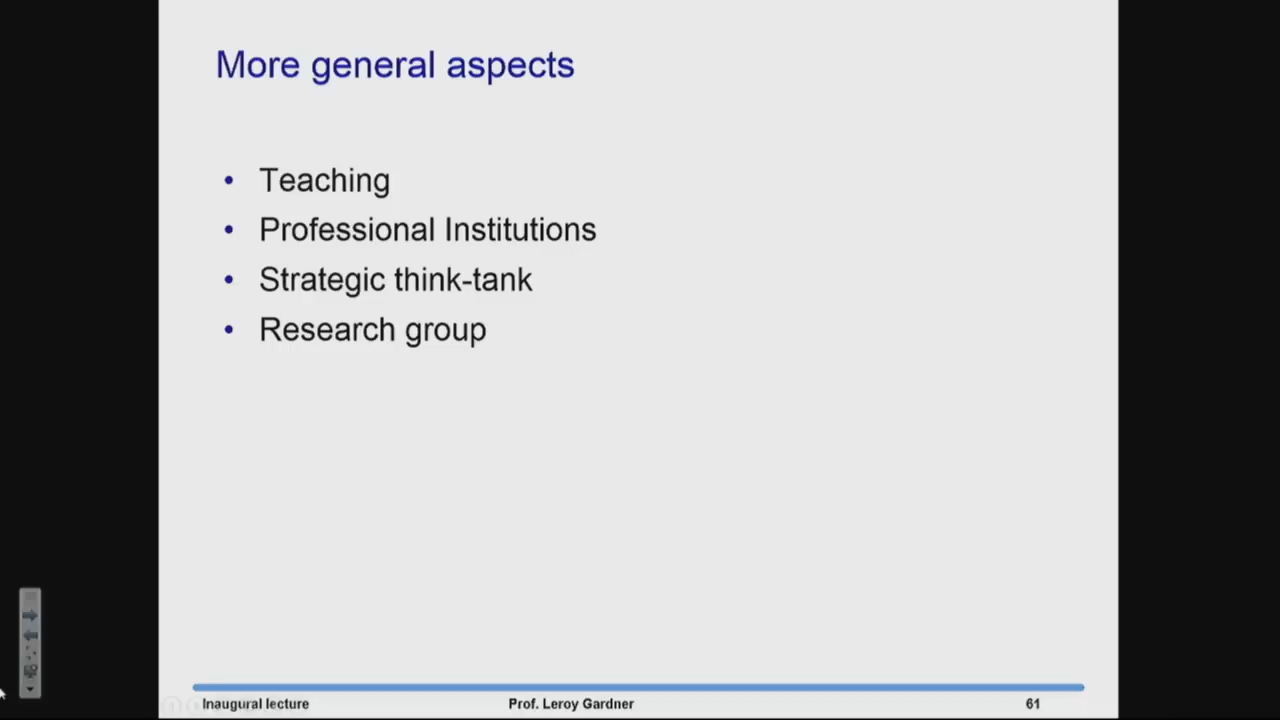 More general aspects
• Teaching
• Professional Institutions
• Strategic think-tank
• Research group
Inaugural lecture Prof. Leroy Gardner 61